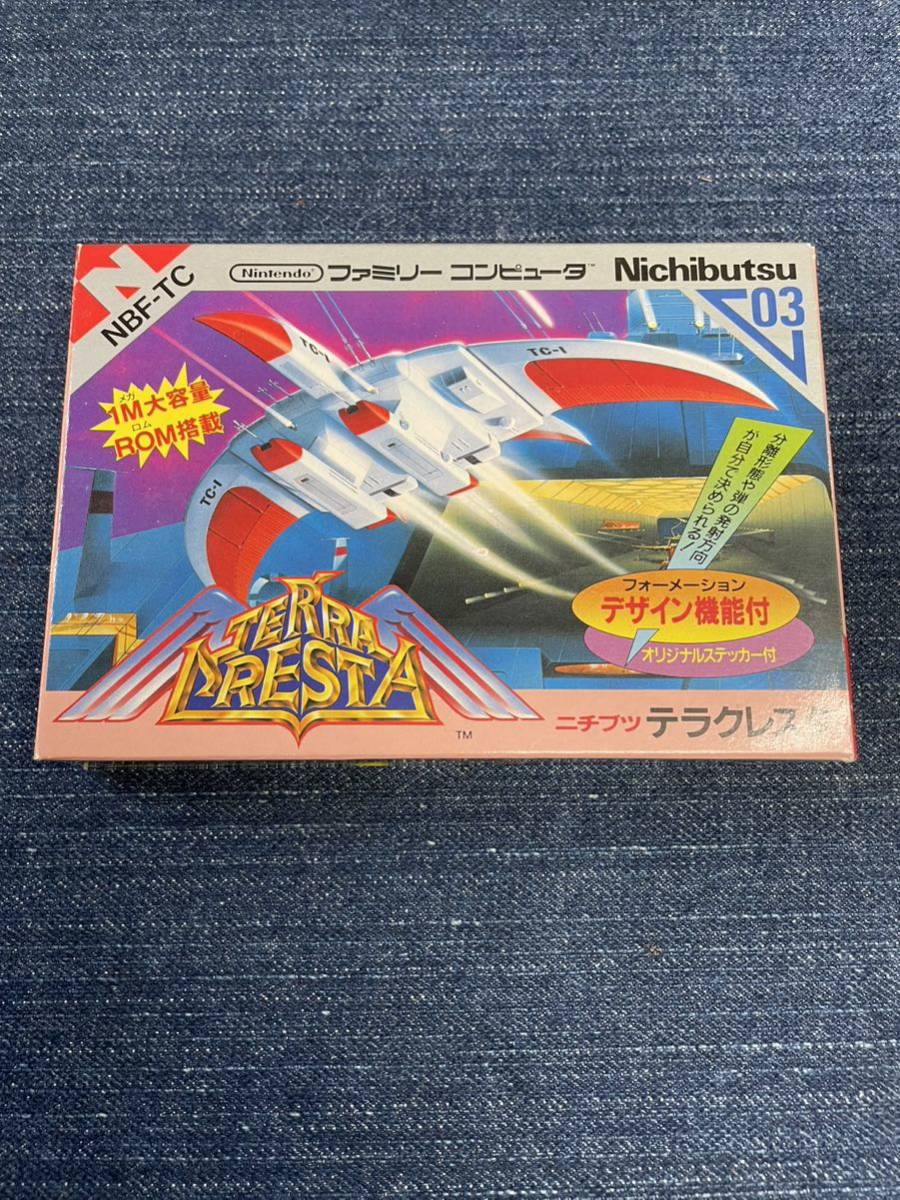 N
NBF-TC
Nintendo ファミリー コンピュータ™
Nichibutsu
03
メガ
1M大容量
ロム
ROM搭載
TC-1
TC-1
TC-1
分離形態や弾の発射方向
が自分で決められる!
フォーメーション
デザイン機能付
オリジナルステッカー付
TERRA
CRESTA
TM
ニチブツ テラクレスタ